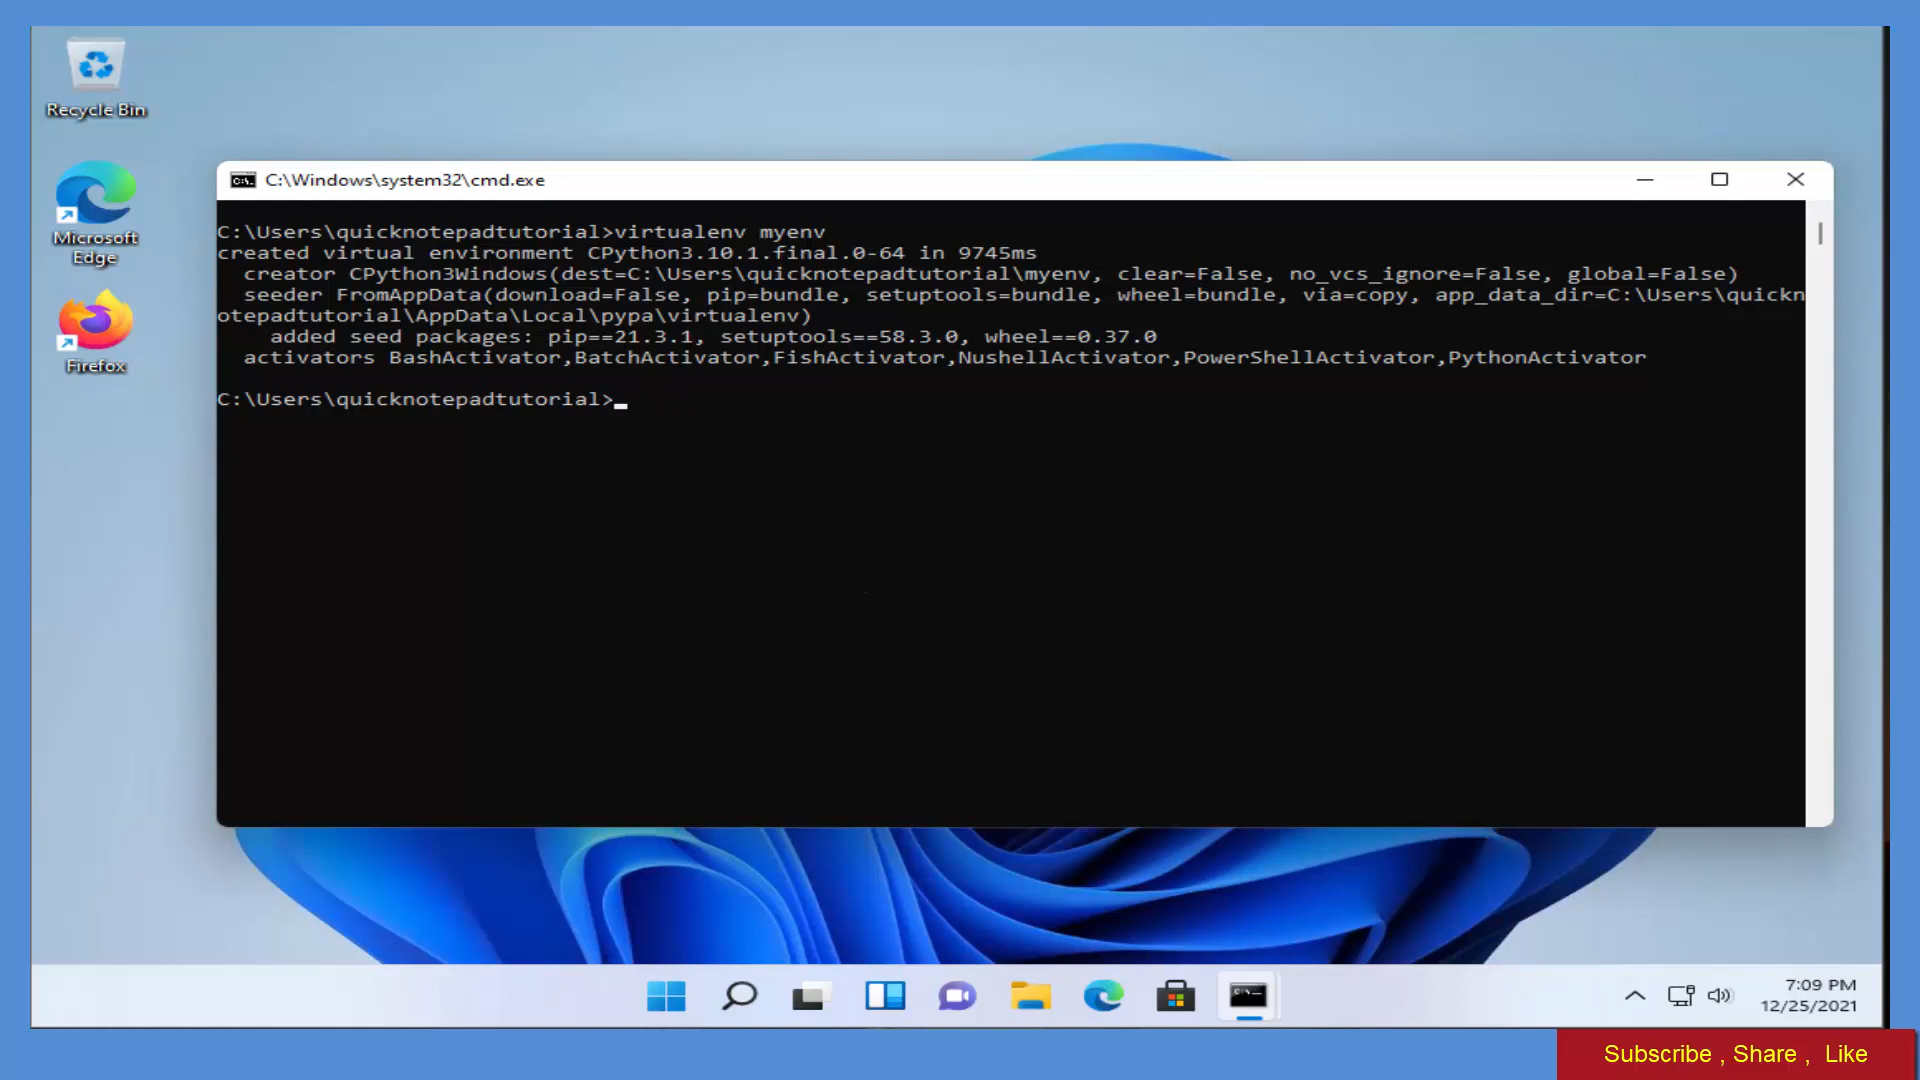 Recycle Bin
Microsoft
Edge
Firefox
C:\Windows\system32\cmd.exe
C:\Users\quicknotepadtutorial>virtualenv myenv
created virtual environment CPython3.10.1.final.0-64 in 9745ms
  creator CPython3Windows(dest=C:\Users\quicknotepadtutorial\myenv, clear=False, no_vcs_ignore=False, global=False)
  seeder FromAppData(download=False, pip=bundle, setuptools=bundle, wheel=bundle, via=copy, app_data_dir=C:\Users\quickn
otepadtutorial\AppData\Local\pypa\virtualenv)
    added seed packages: pip==21.3.1, setuptools==58.3.0, wheel==0.37.0
  activators BashActivator,BatchActivator,FishActivator,NushellActivator,PowerShellActivator,PythonActivator
C:\Users\quicknotepadtutorial>
7:09 PM
12/25/2021
Subscribe , Share ,  Like